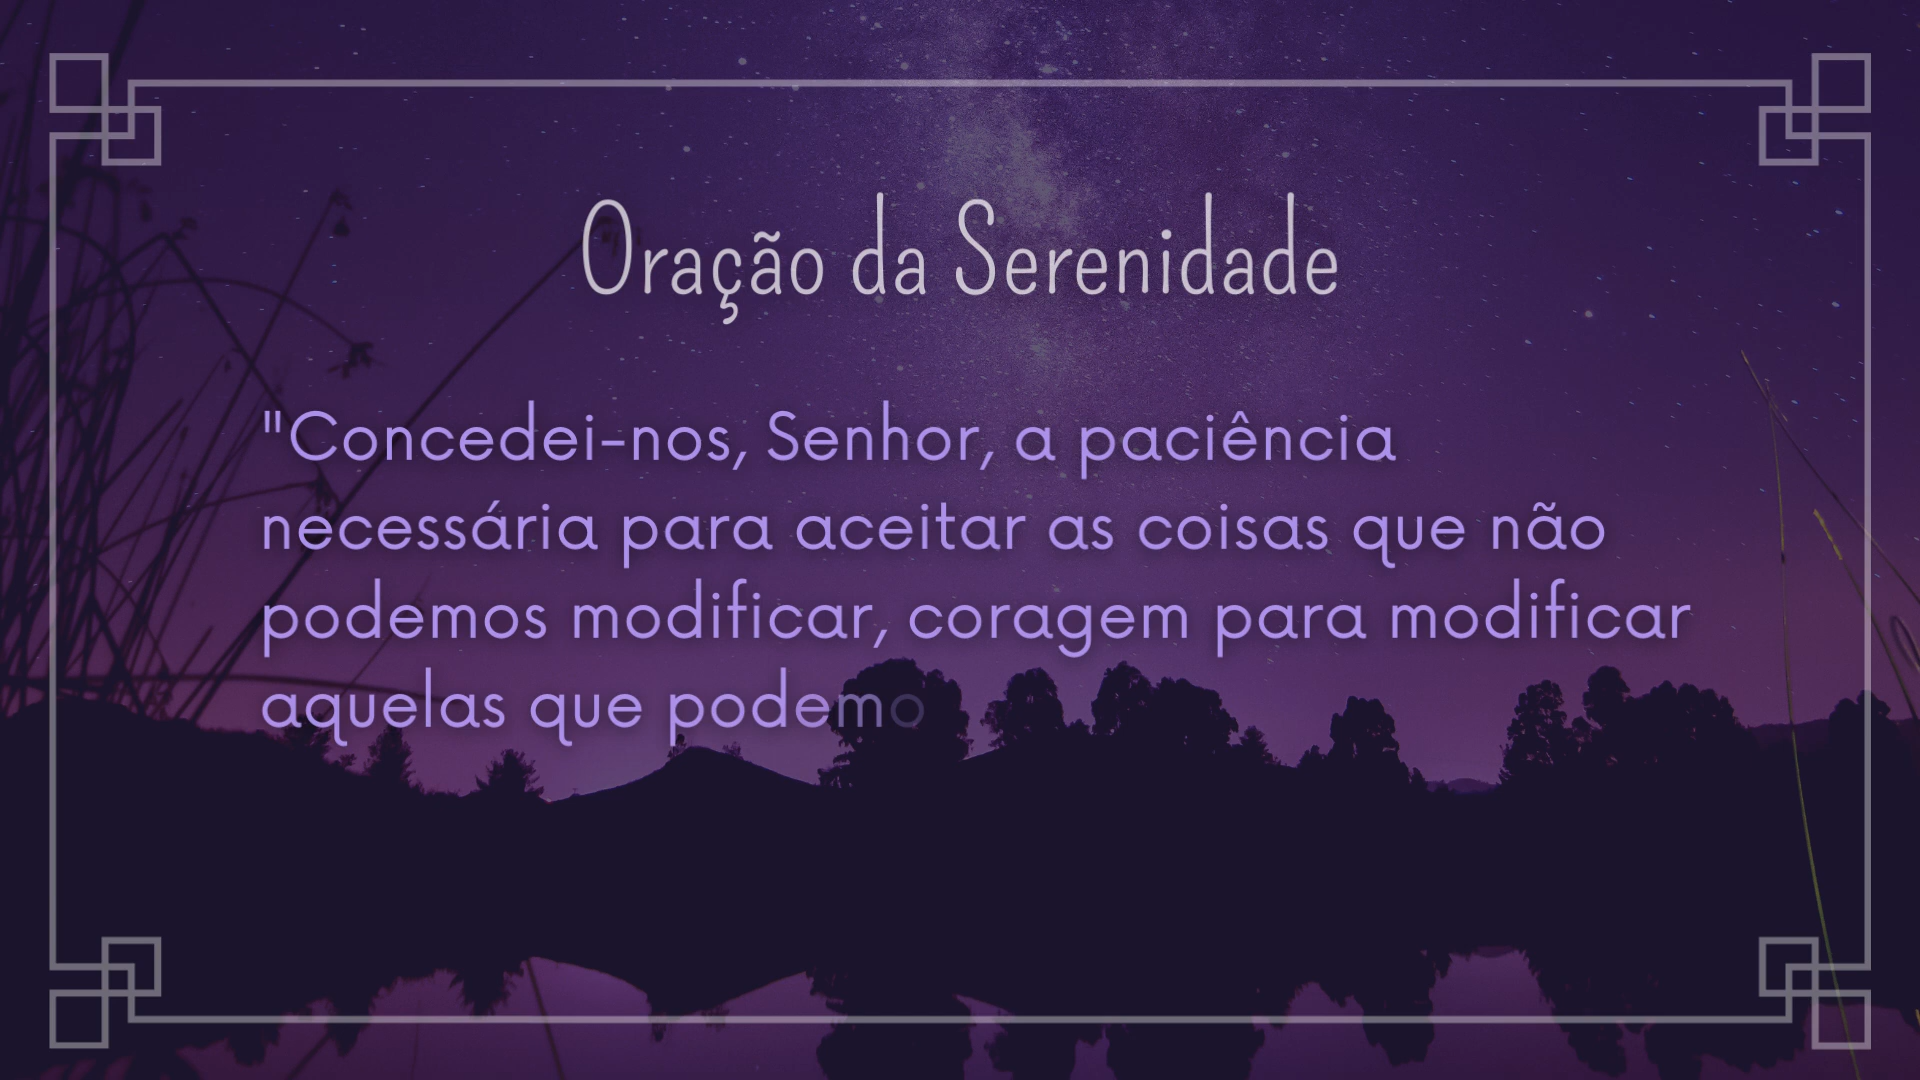 Oração da Serenidade
"Concedei-nos, Senhor, a paciência
necessária para aceitar as coisas que não
podemos modificar, coragem para modificar
aquelas que podemo